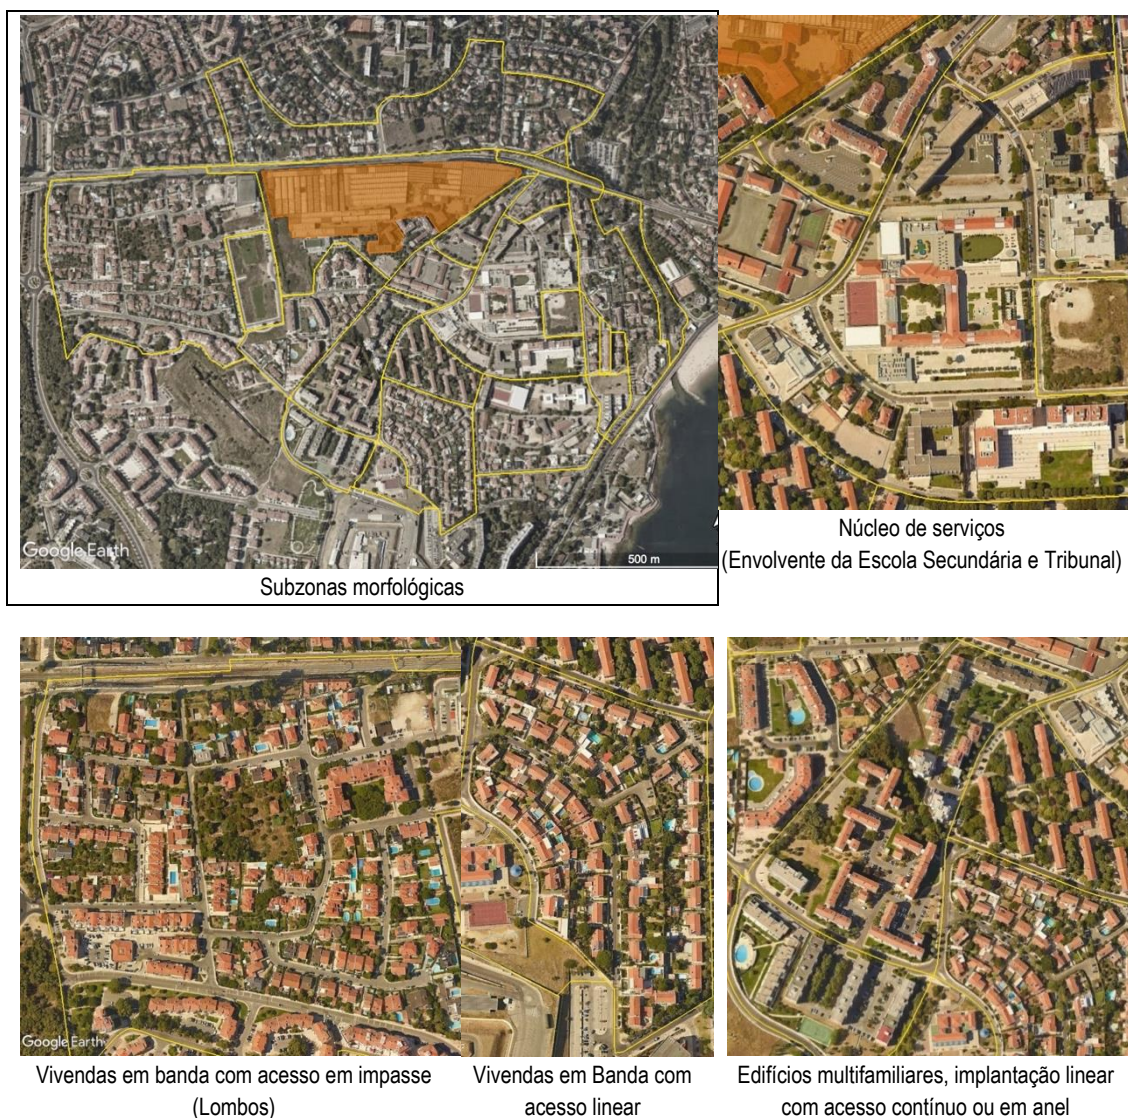 Google Earth
500 m
Subzonas morfológicas
Núcleo de serviços
(Envolvente da Escola Secundária e Tribunal)
Google Earth
Vivendas em banda com acesso em impasse
(Lombos)
Vivendas em Banda com
acesso linear
Edifícios multifamiliares, implantação linear
com acesso contínuo ou em anel